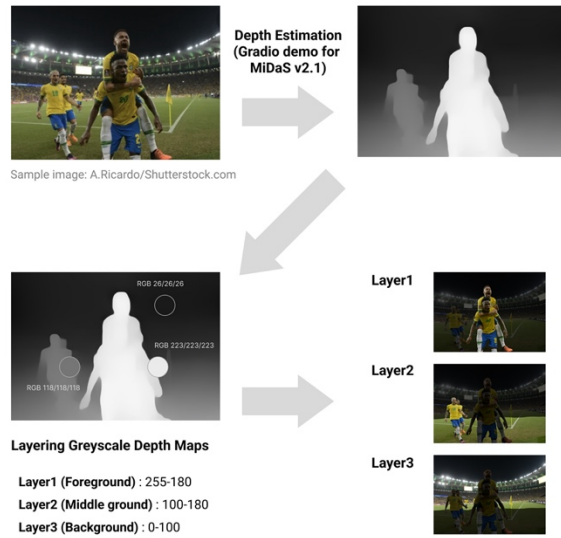 Depth Estimation
(Gradio demo for
MiDaS v2.1)
Sample image: A.Ricardo/Shutterstock.com
RGB 26/26/26
RGB 223/223/223
RGB 118/118/118
Layering Greyscale Depth Maps
Layer1 (Foreground) : 255-180
Layer2 (Middle ground) : 100-180
Layer3 (Background) : 0-100
Layer1
Layer2
Layer3